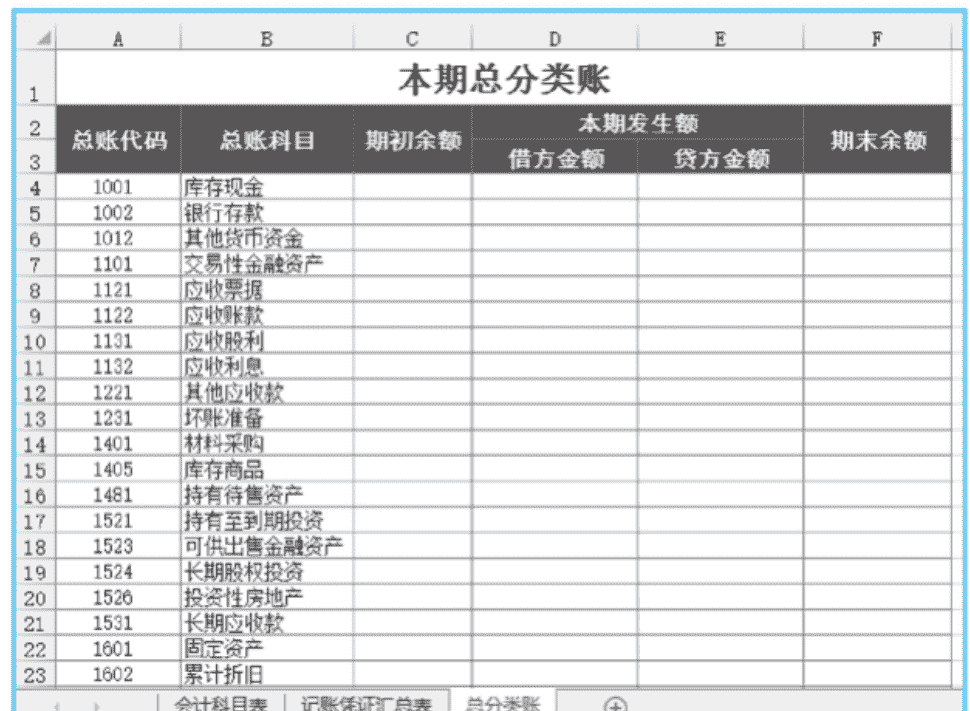 A B C D E F
1 本期总分类账
2 总账代码 总账科目 期初余额 本期发生额 期末余额
3 借方金额 贷方金额
4 1001 库存现金
5 1002 银行存款
6 1012 其他货币资金
7 1101 交易性金融资产
8 1121 应收票据
9 1122 应收账款
10 1131 应收股利
11 1132 应收利息
12 1221 其他应收款
13 1231 坏账准备
14 1401 材料采购
15 1405 库存商品
16 1481 持有待售资产
17 1521 持有至到期投资
18 1523 可供出售金融资产
19 1524 长期股权投资
20 1526 投资性房地产
21 1531 长期应收款
22 1601 固定资产
23 1602 累计折旧
会计科目表 记账凭证汇总表 总分类账